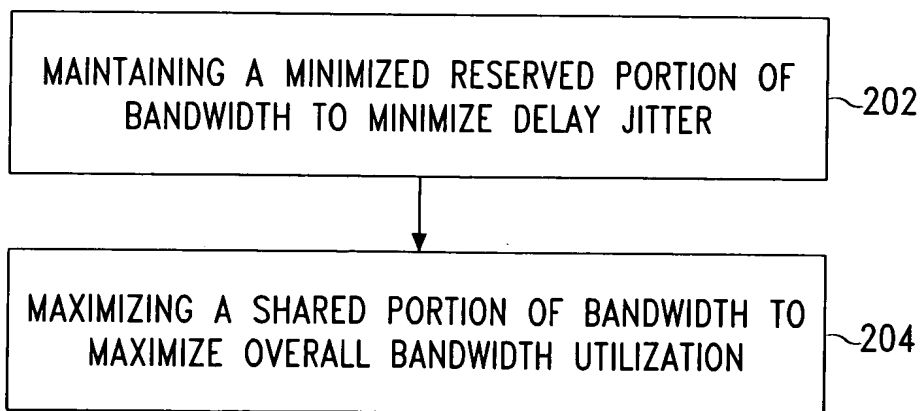 MAINTAINING A MINIMIZED RESERVED PORTION OF
BANDWIDTH TO MINIMIZE DELAY JITTER
202
MAXIMIZING A SHARED PORTION OF BANDWIDTH TO
MAXIMIZE OVERALL BANDWIDTH UTILIZATION
204